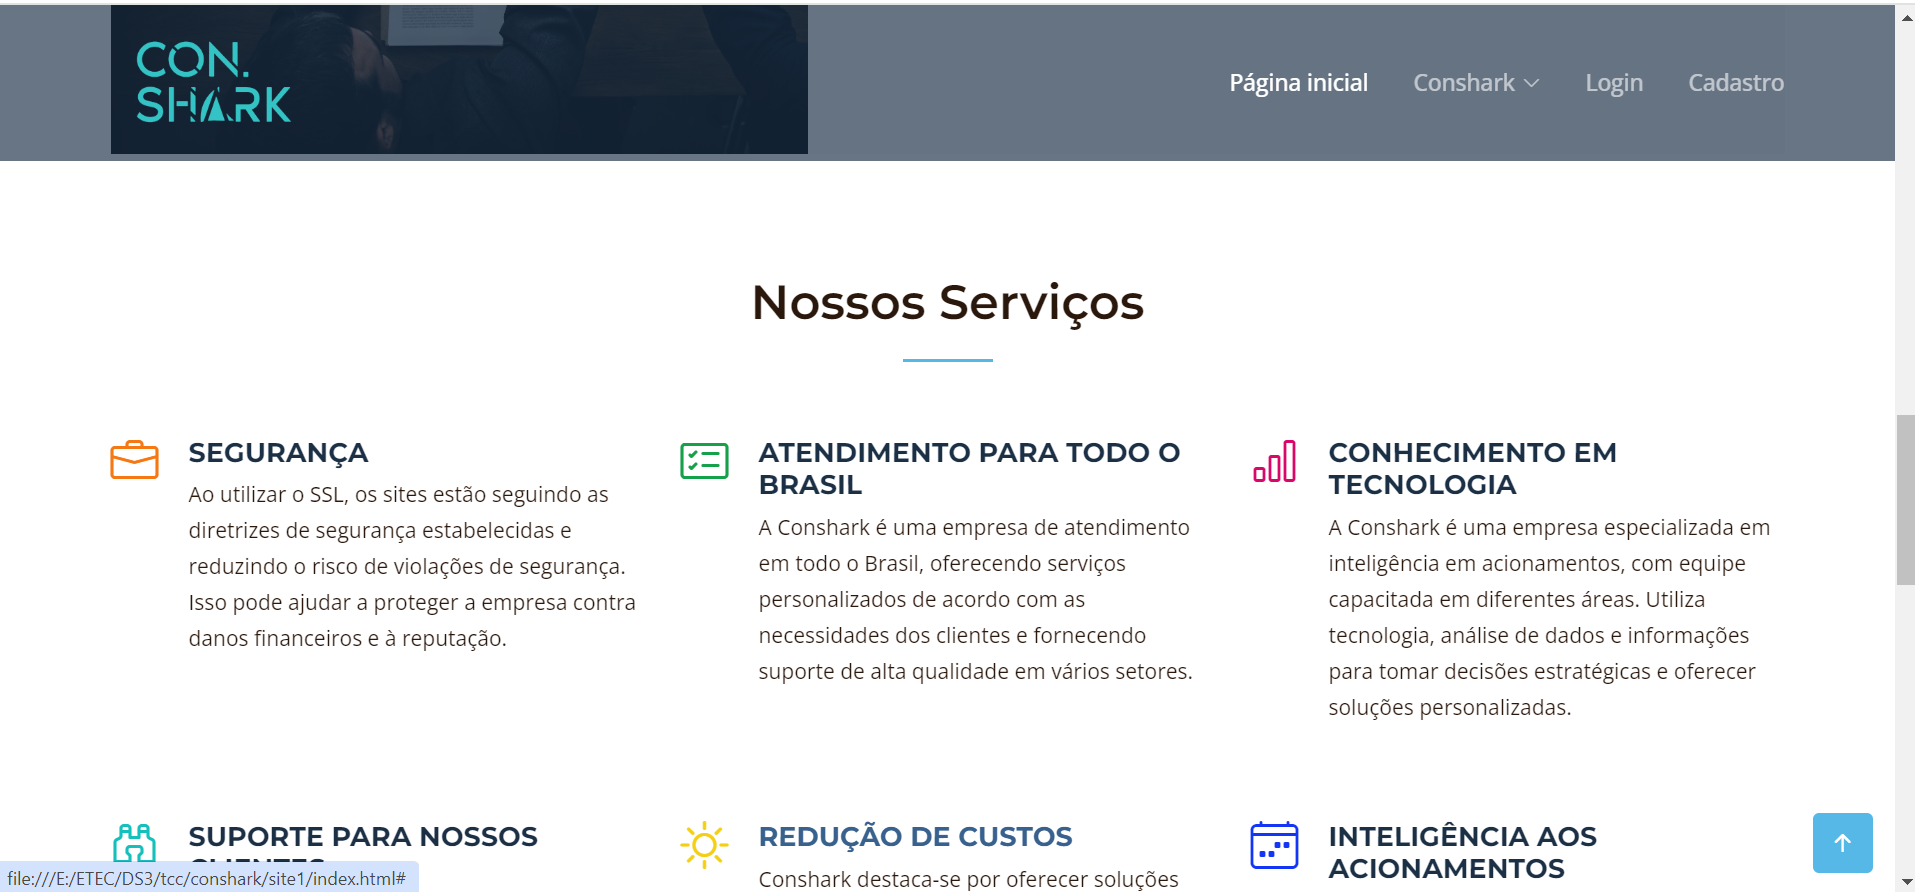 CON.
SHARK
Página inicial Conshark Login Cadastro
Nossos Serviços
SEGURANÇA
Ao utilizar o SSL, os sites estão seguindo as
diretrizes de segurança estabelecidas e
reduzindo o risco de violações de segurança.
Isso pode ajudar a proteger a empresa contra
danos financeiros e à reputação.
ATENDIMENTO PARA TODO O
BRASIL
A Conshark é uma empresa de atendimento
em todo o Brasil, oferecendo serviços
personalizados de acordo com as
necessidades dos clientes e fornecendo
suporte de alta qualidade em vários setores.
CONHECIMENTO EM
TECNOLOGIA
A Conshark é uma empresa especializada em
inteligência em acionamentos, com equipe
capacitada em diferentes áreas. Utiliza
tecnologia, análise de dados e informações
para tomar decisões estratégicas e oferecer
soluções personalizadas.
SUPORTE PARA NOSSOS
CLIENTES
REDUÇÃO DE CUSTOS
Conshark destaca-se por oferecer soluções
INTELIGÊNCIA AOS
ACIONAMENTOS
file:///E:/ETEC/DS3/tcc/conshark/site1/index.html#